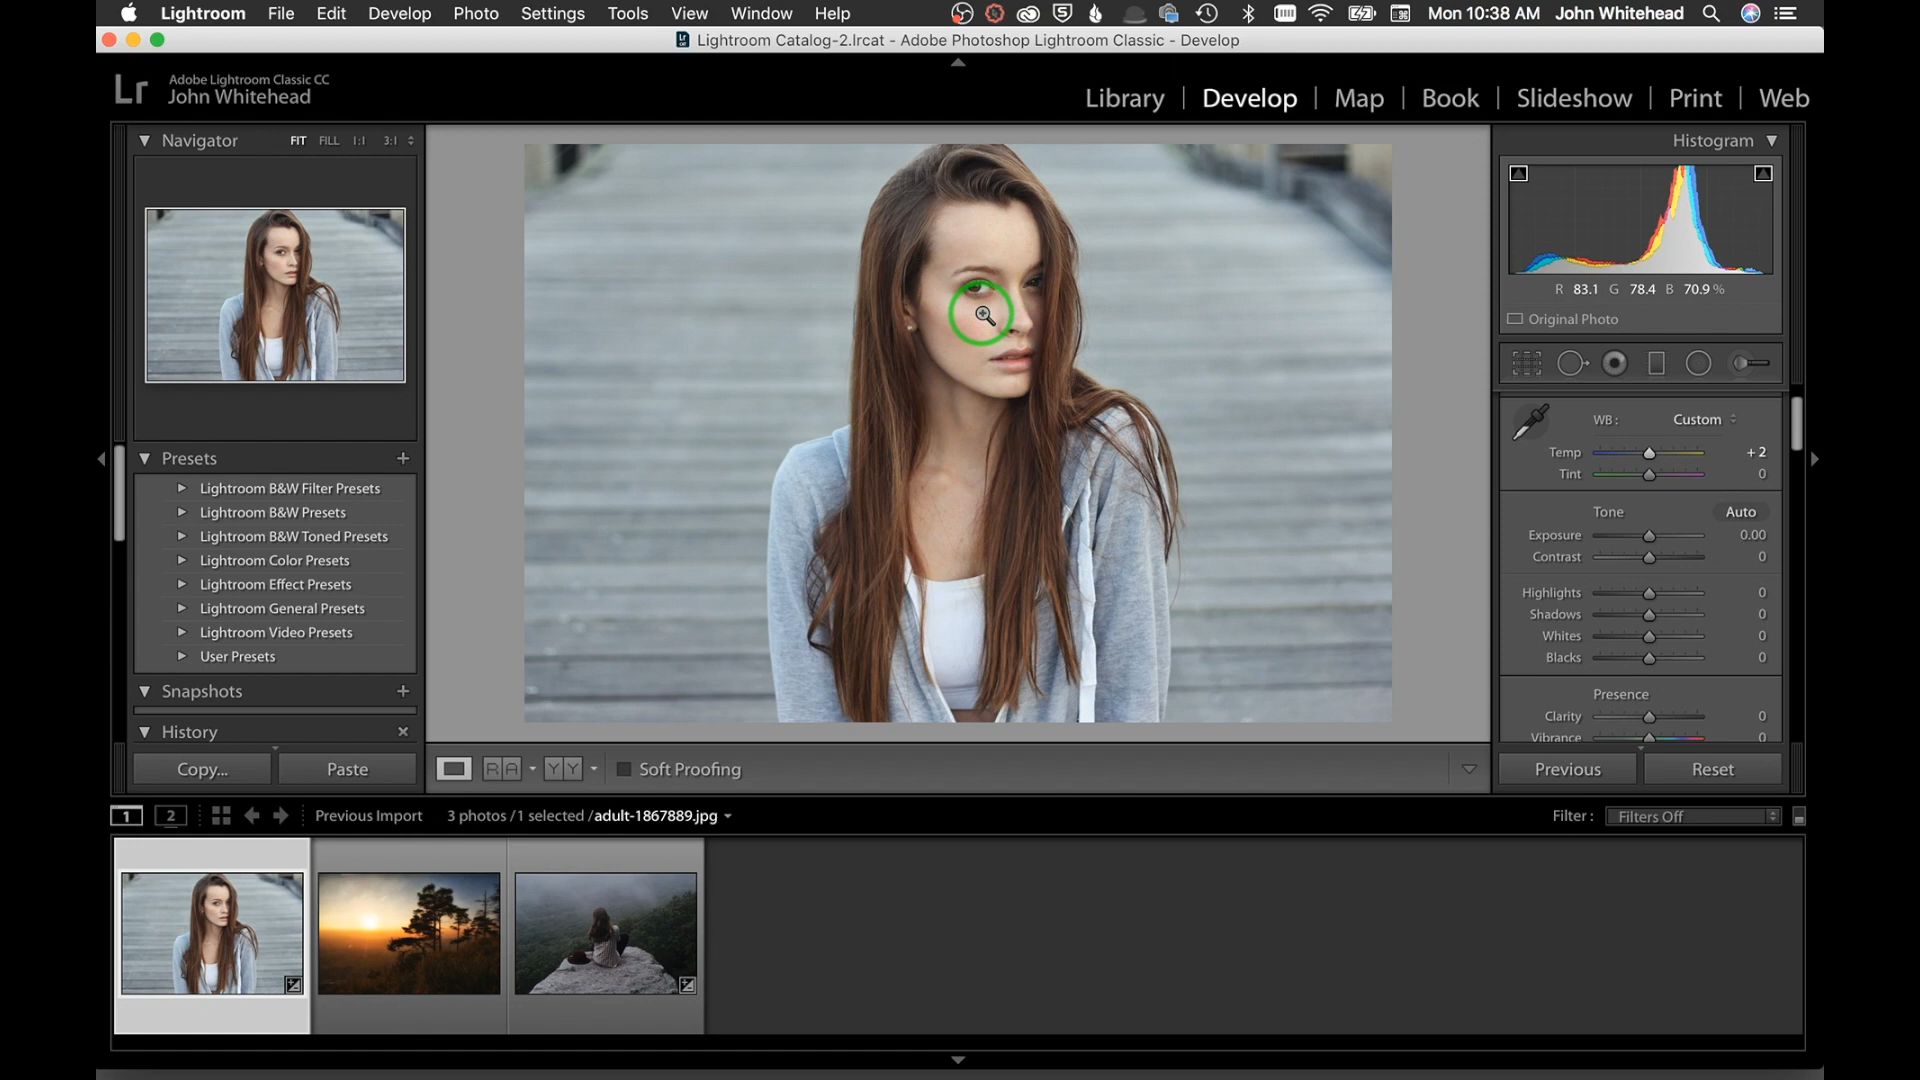 Lightroom File Edit Develop Photo Settings Tools View Window Help Mon 10:38 AM John Whitehead
Lightroom Catalog-2.lrcat - Adobe Photoshop Lightroom Classic - Develop
Lr Adobe Lightroom Classic CC
John Whitehead
Library | Develop | Map | Book | Slideshow | Print | Web
Navigator FIT FILL 1:1 3:1
Histogram
R 83.1 G 78.4 B 70.9 %
Original Photo
WB: Custom
Temp +2
Tint 0
Tone Auto
Exposure 0.00
Contrast 0
Highlights 0
Shadows 0
Whites 0
Blacks 0
Presence
Clarity 0
Vibrance 0
Previous Reset
Presets
Lightroom B&W Filter Presets
Lightroom B&W Presets
Lightroom B&W Toned Presets
Lightroom Color Presets
Lightroom Effect Presets
Lightroom General Presets
Lightroom Video Presets
User Presets
Snapshots
History
Copy... Paste
R A Y Y Soft Proofing
1 2 Previous Import 3 photos /1 selected /adult-1867889.jpg Filter: Filters Off